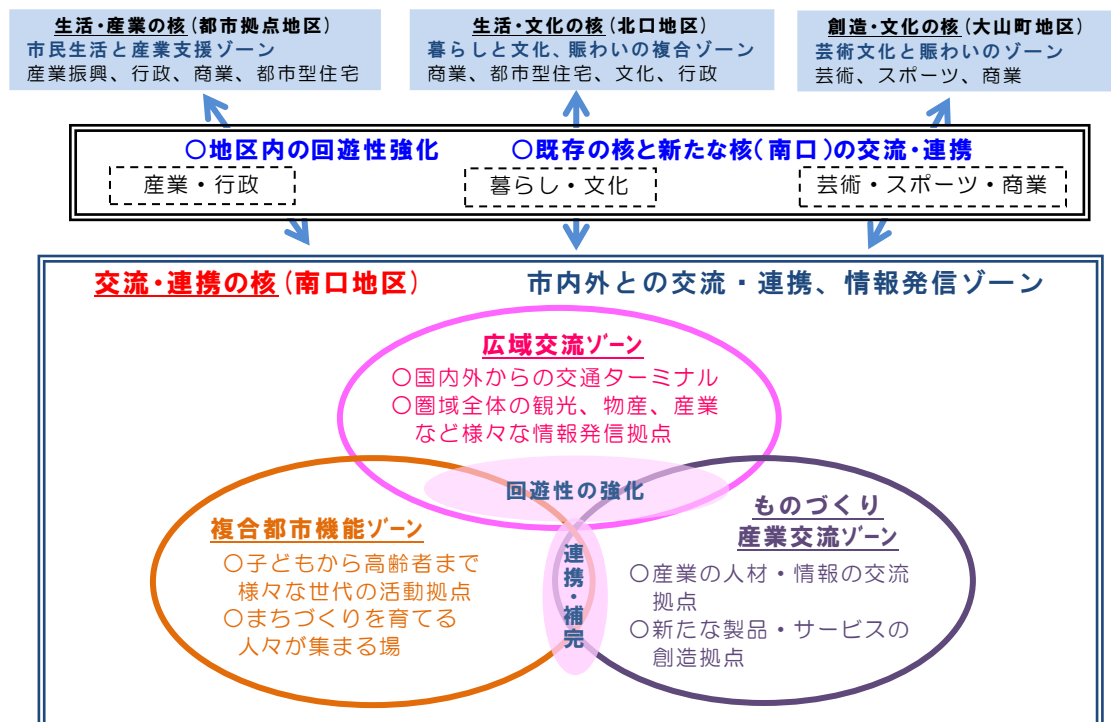 生活・産業の核(都市拠点地区)
市民生活と産業支援ゾーン
産業振興、行政、商業、都市型住宅
生活・文化の核(北口地区)
暮らしと文化、賑わいの複合ゾーン
商業、都市型住宅、文化、行政
創造・文化の核(大山町地区)
芸術文化と賑わいのゾーン
芸術、スポーツ、商業
〇地区内の回遊性強化
〇既存の核と新たな核(南口)の交流・連携
産業・行政
暮らし・文化
芸術・スポーツ・商業
交流・連携の核(南口地区)
市内外との交流・連携、情報発信ゾーン
広域交流ゾーン
〇国内外からの交通ターミナル
〇圏域全体の観光、物産、産業
など様々な情報発信拠点
回遊性の強化
複合都市機能ゾーン
〇子どもから高齢者まで
様々な世代の活動拠点
〇まちづくりを育てる
人々が集まる場
連携・補完
ものづくり
産業交流ゾーン
〇産業の人材・情報の交流
拠点
〇新たな製品・サービスの
創造拠点